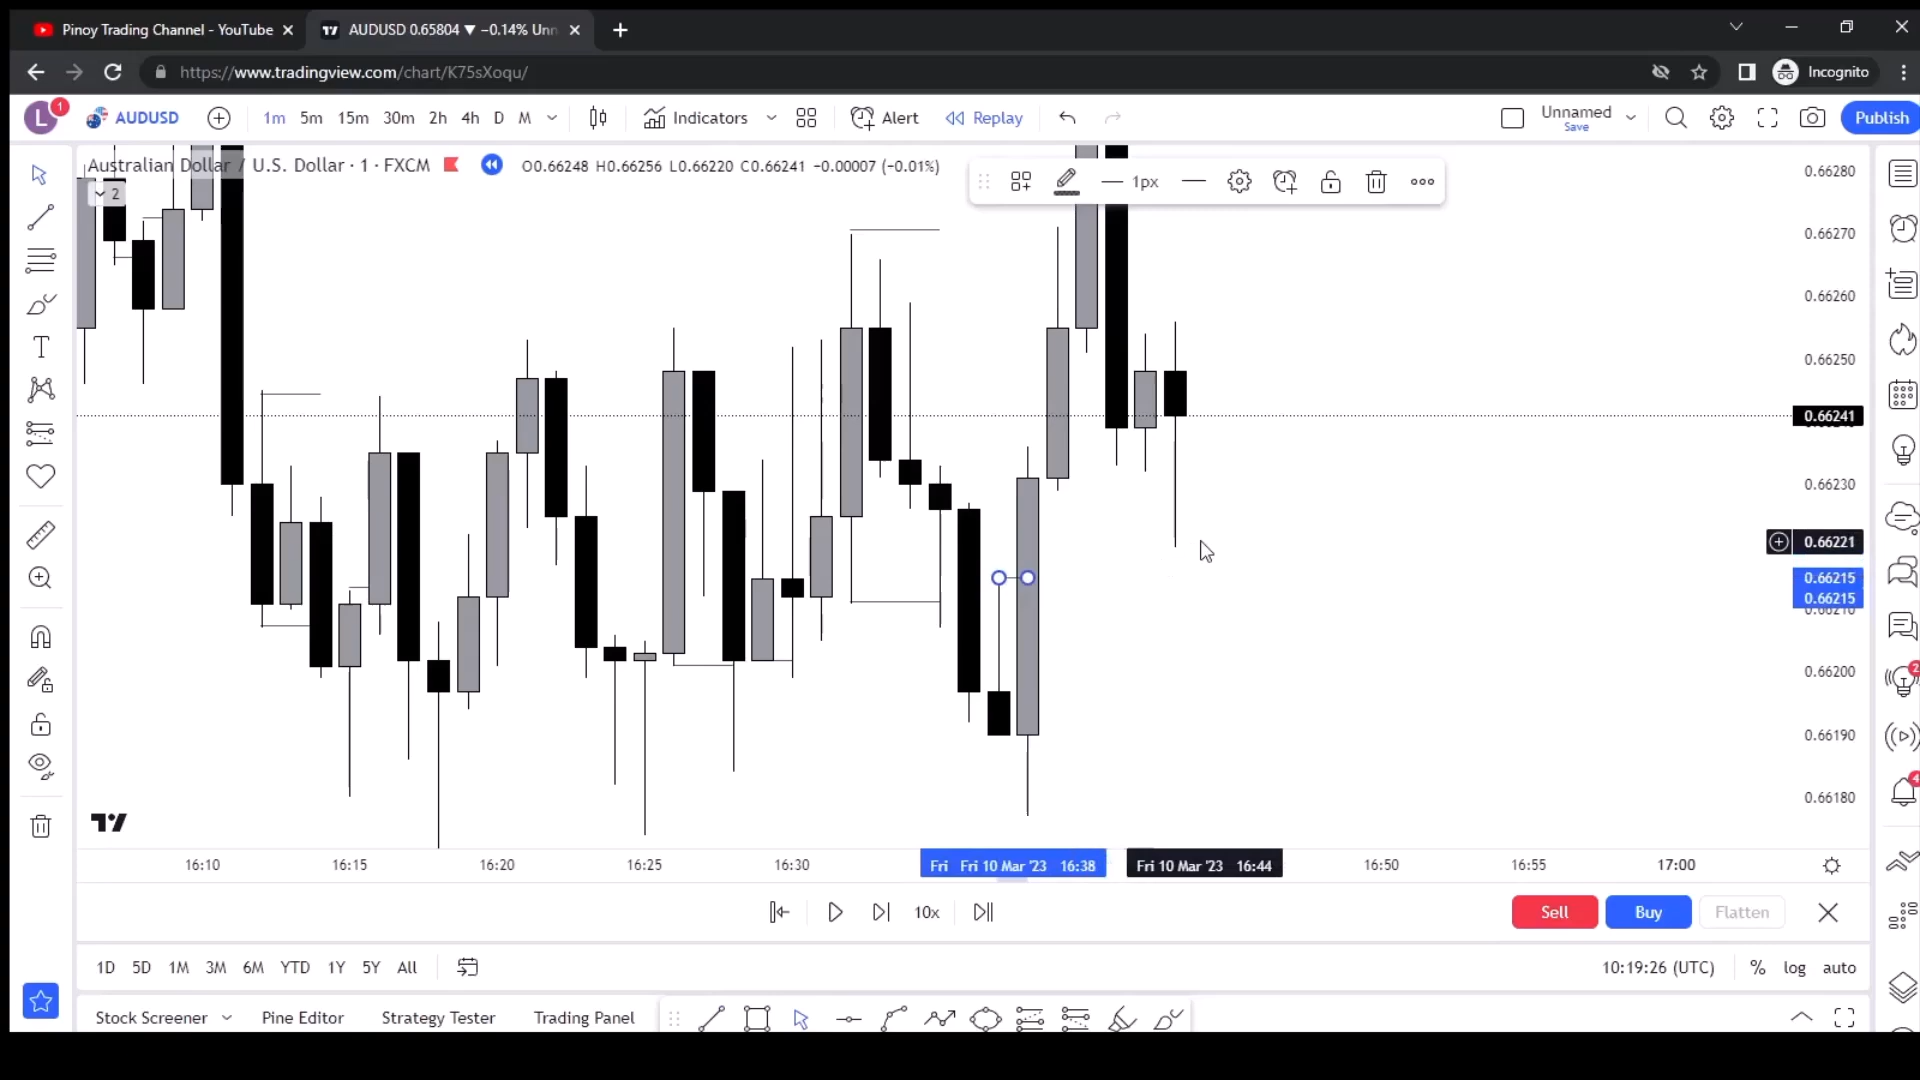 Pinoy Trading Channel - YouTube
AUDUSD 0.65804 ▼ −0.14% Unn
https://www.tradingview.com/chart/K75sXoqu/
Incognito
L 1
AUDUSD
1m 5m 15m 30m 2h 4h D M
Indicators
Alert
Replay
Unnamed
Save
Publish
Australian Dollar / U.S. Dollar · 1 · FXCM
O0.66248 H0.66256 L0.66220 C0.66241 −0.00007 (−0.01%)
2
1px
0.66280
0.66270
0.66260
0.66250
0.66241
0.66230
0.66221
0.66215
0.66215
0.66210
0.66200
0.66190
0.66180
2
4
16:10 16:15 16:20 16:25 16:30 Fri Fri 10 Mar '23 16:38 Fri 10 Mar '23 16:44 16:50 16:55 17:00
10x
Sell Buy Flatten
1D 5D 1M 3M 6M YTD 1Y 5Y All
10:19:26 (UTC) % log auto
Stock Screener Pine Editor Strategy Tester Trading Panel